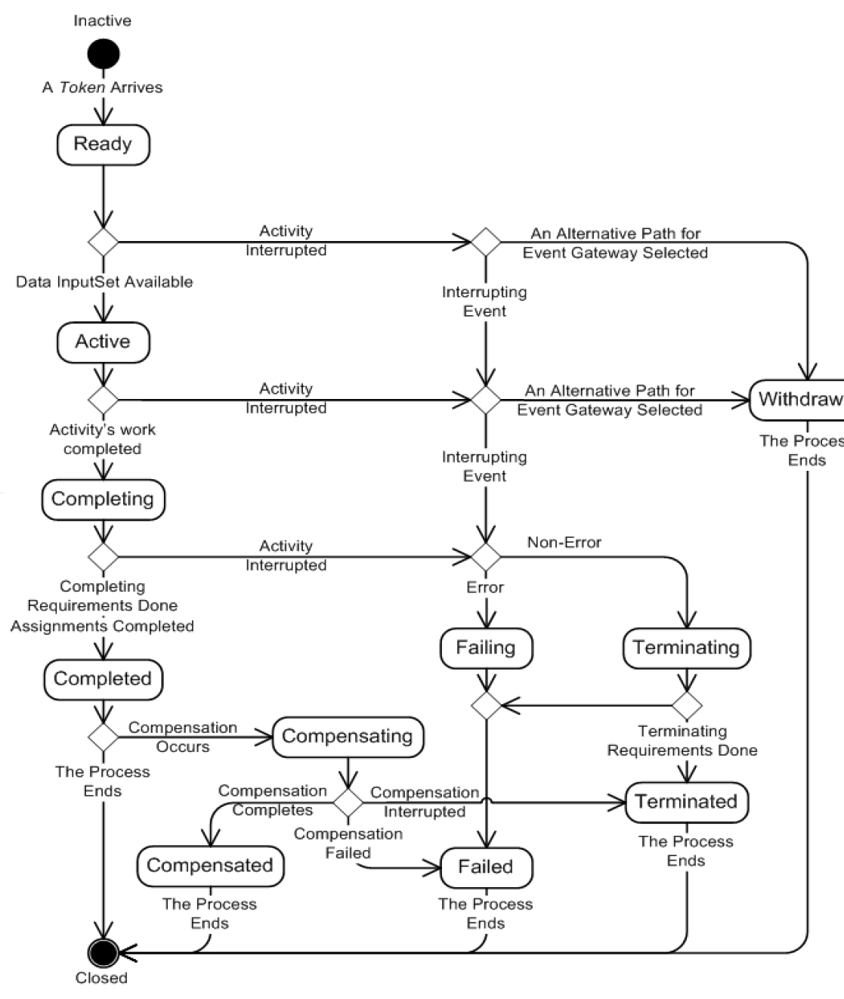 Inactive
A Token Arrives
Ready
Activity
Interrupted
An Alternative Path for
Event Gateway Selected
Data InputSet Available
Interrupting
Event
Active
Activity
Interrupted
An Alternative Path for
Event Gateway Selected
Withdraw
Activity's work
completed
The Proces
Ends
Interrupting
Event
Completing
Activity
Interrupted
Non-Error
Completing
Requirements Done
Assignments Completed
Error
Failing
Terminating
Completed
Compensation
Occurs
Compensating
Terminating
Requirements Done
The Process
Ends
Compensation
Completes
Compensation
Interrupted
Terminated
Compensation
Failed
The Process
Ends
Compensated
Failed
The Process
Ends
The Process
Ends
Closed